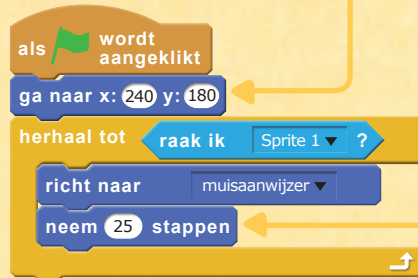 als wordt
aangeklikt
ga naar x: 240 y: 180
herhaal tot raak ik Sprite 1 ?
richt naar muisaanwijzer
neem 25 stappen